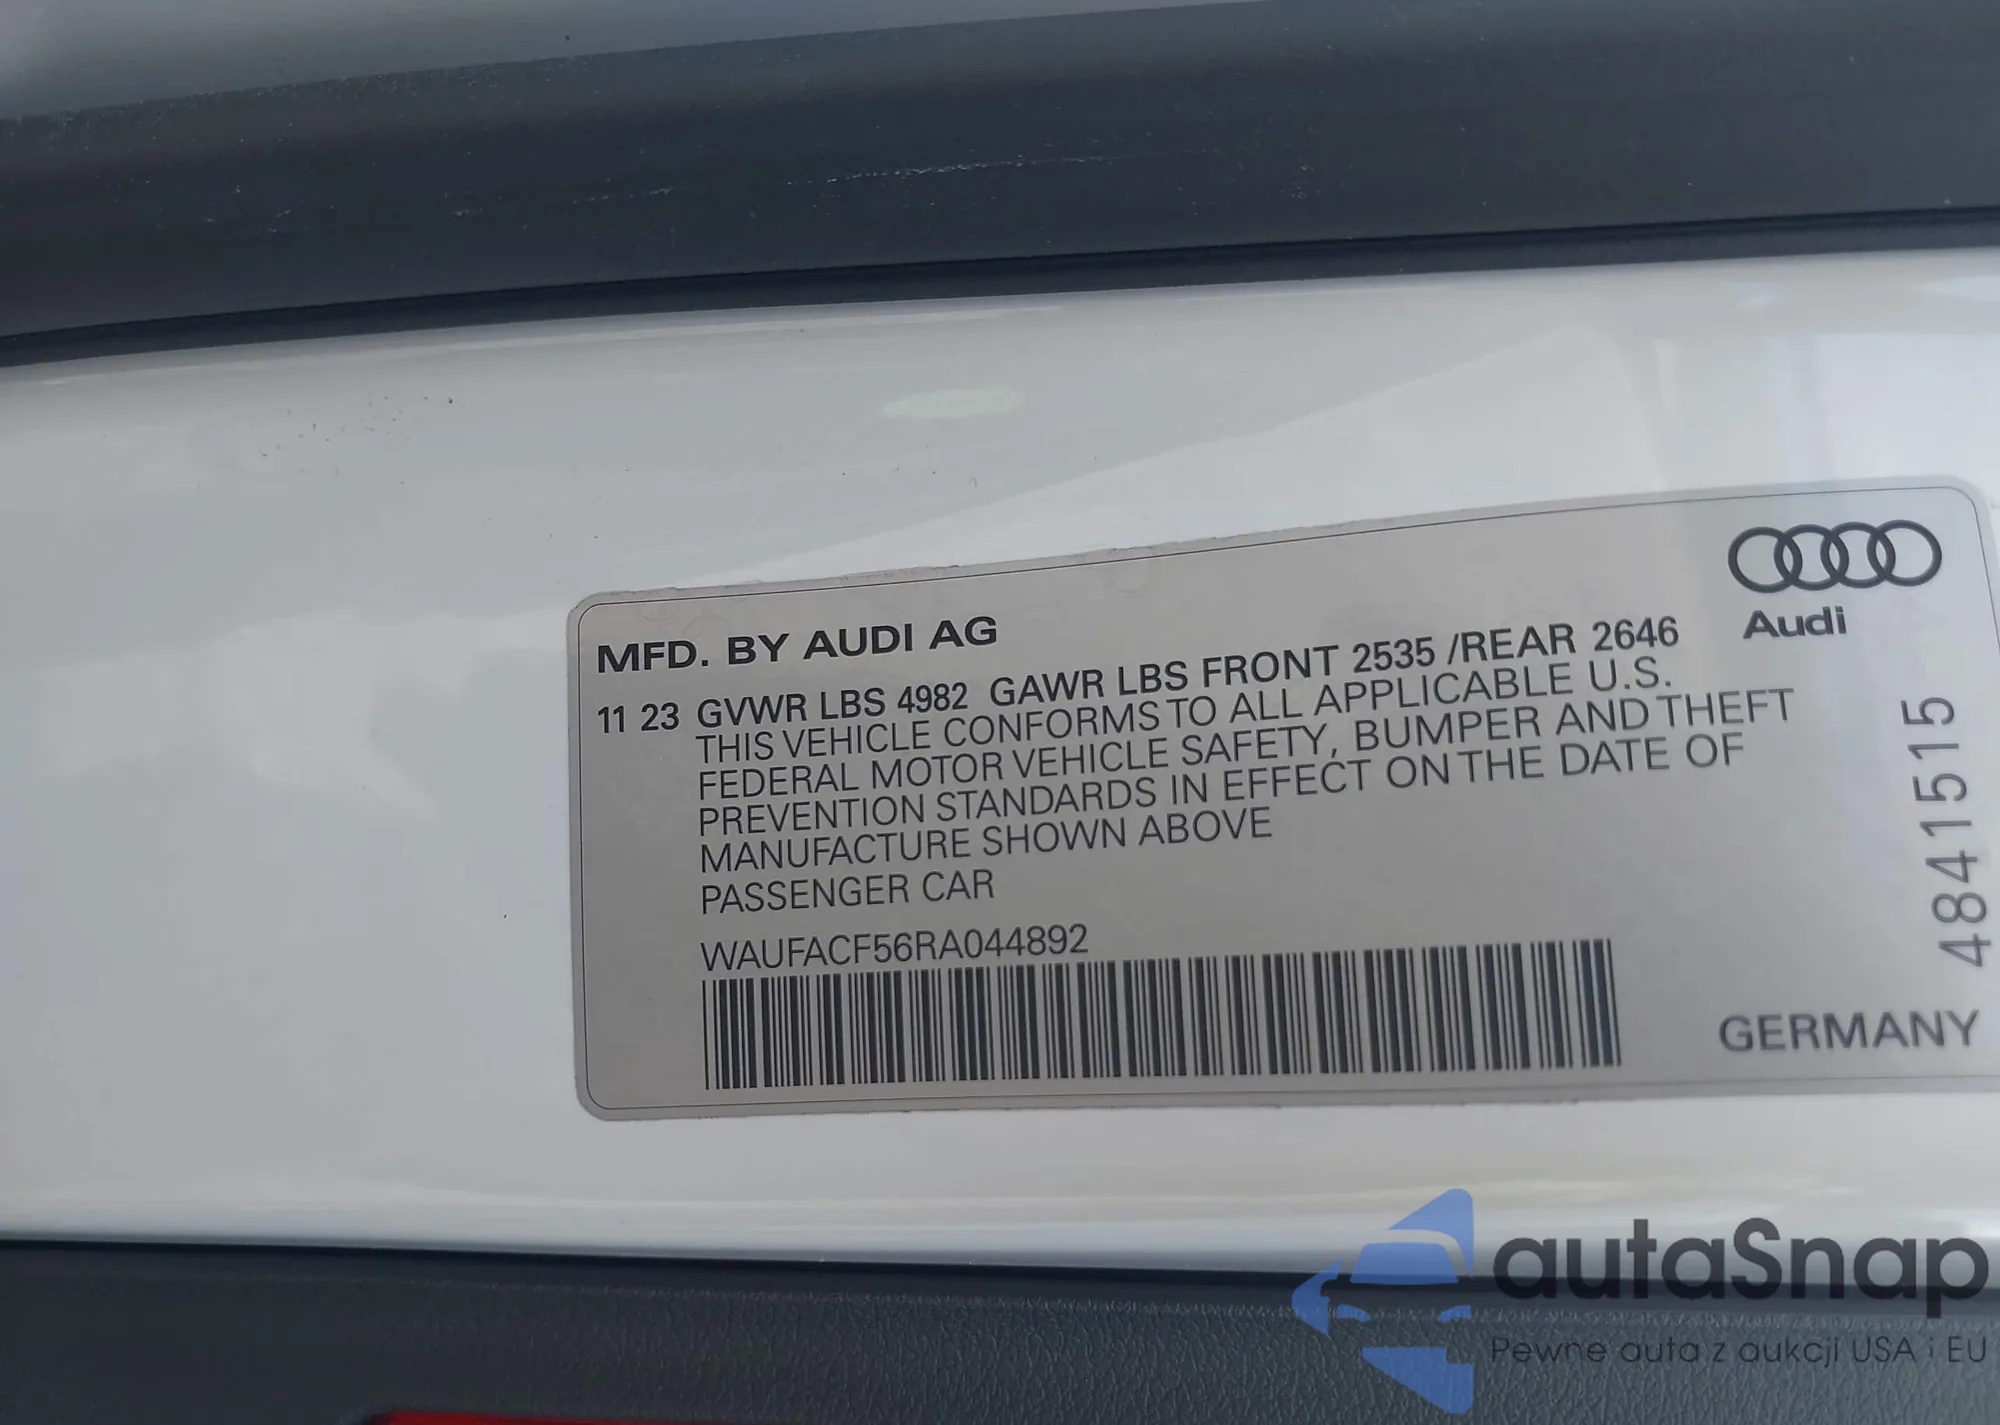 Audi
MFD. BY AUDI AG
11 23 GVWR LBS 4982 GAWR LBS FRONT 2535 /REAR 2646
THIS VEHICLE CONFORMS TO ALL APPLICABLE U.S.
FEDERAL MOTOR VEHICLE SAFETY, BUMPER AND THEFT
PREVENTION STANDARDS IN EFFECT ON THE DATE OF
MANUFACTURE SHOWN ABOVE
PASSENGER CAR
WAUFACF56RA044892
4841515
GERMANY
autaSnap
Pewne auta z aukcji USA i EU